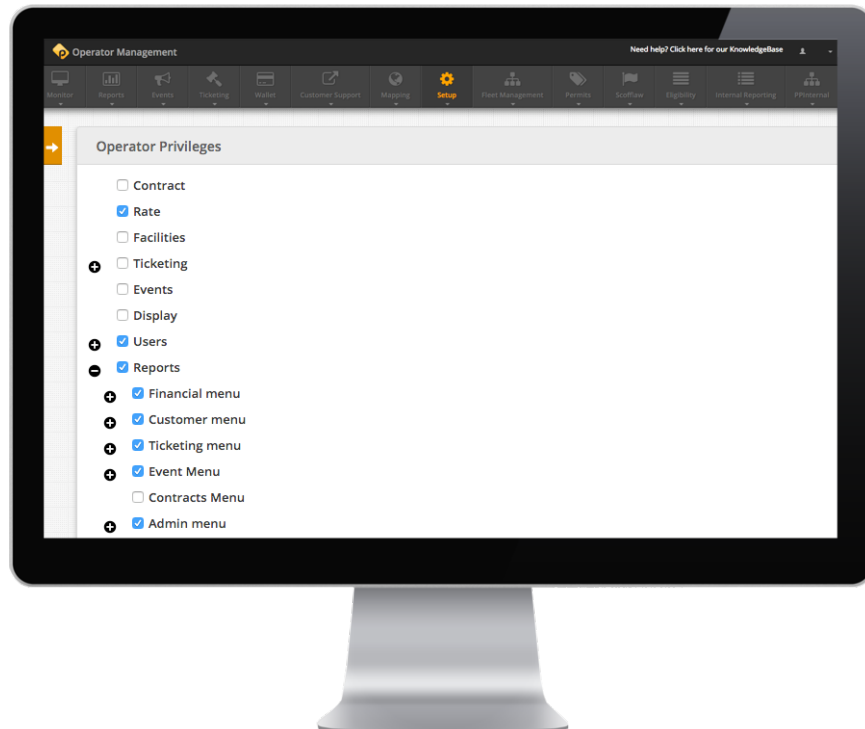 Operator Management
Need help? Click here for our KnowledgeBase
Monitor Reports Events Ticketing Wallet Customer Support Mapping Setup Fleet Management Permits Scofflaw Eligibility Internal Reporting PPInternal
Operator Privileges
Contract
Rate
Facilities
Ticketing
Events
Display
Users
Reports
Financial menu
Customer menu
Ticketing menu
Event Menu
Contracts Menu
Admin menu